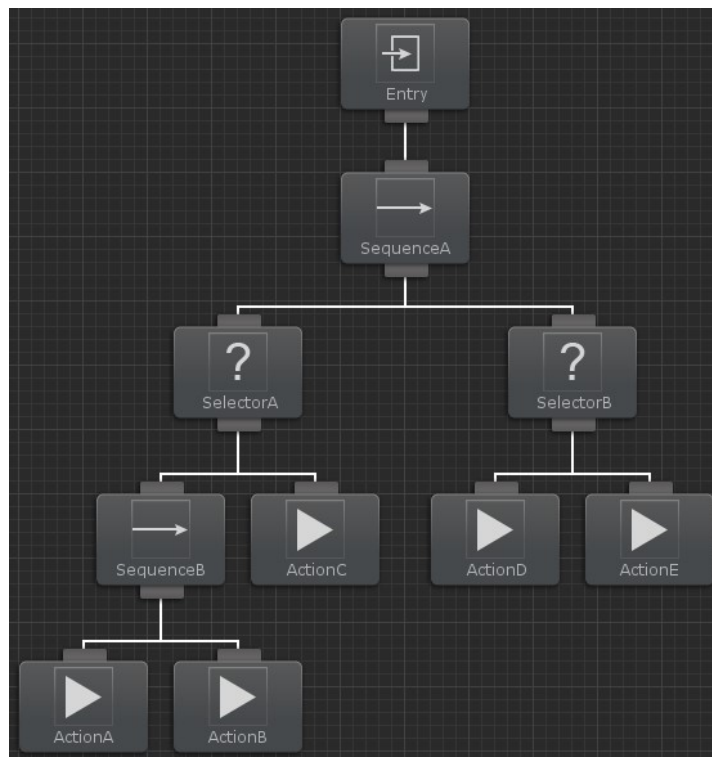 Entry
SequenceA
?
SelectorA
?
SelectorB
SequenceB
ActionC
ActionD
ActionE
ActionA
ActionB